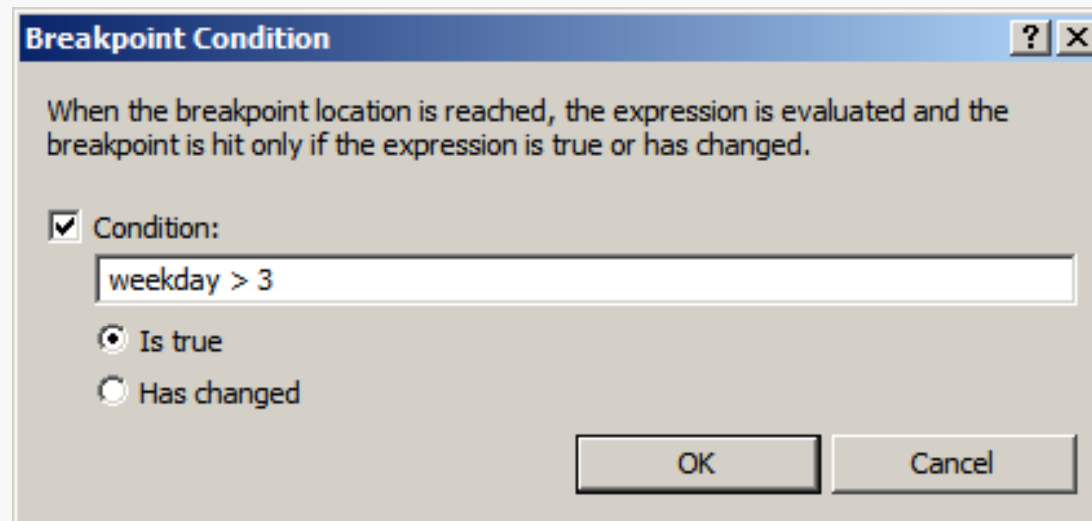 Breakpoint Condition
When the breakpoint location is reached, the expression is evaluated and the
breakpoint is hit only if the expression is true or has changed.
Condition:
weekday > 3
Is true
Has changed
OK Cancel